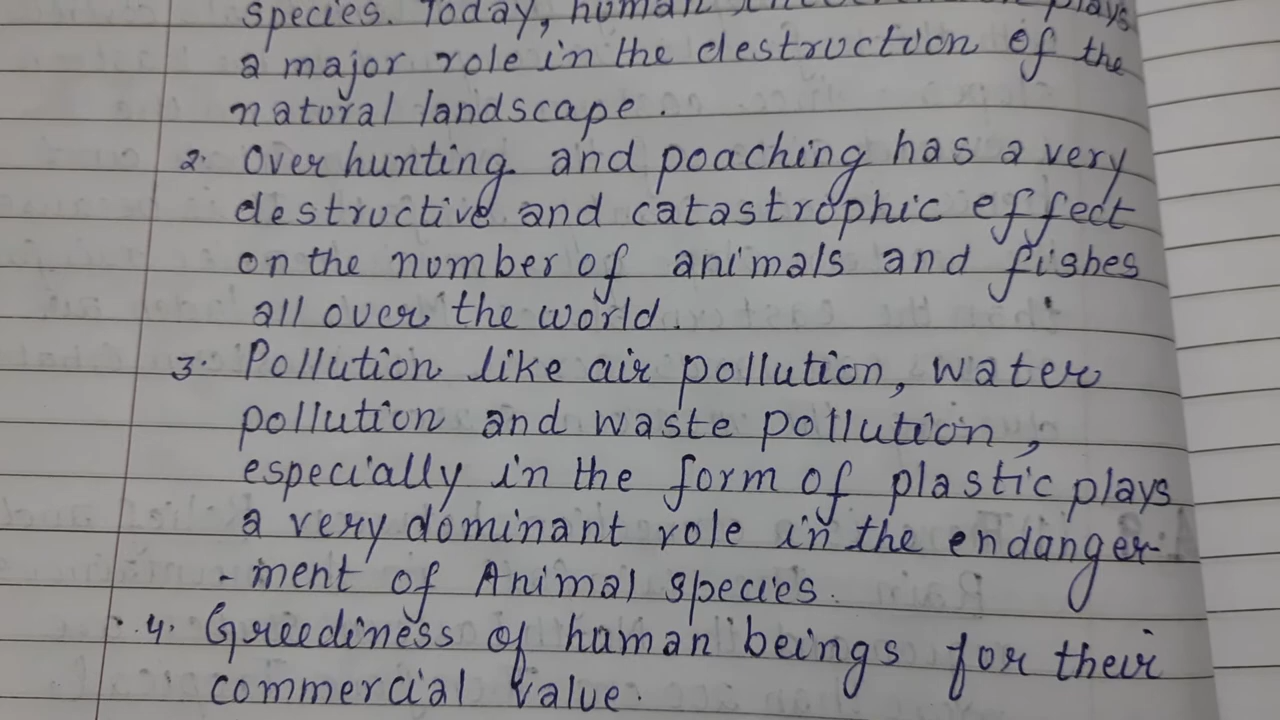 species. Today, human plays
a major role in the destruction of the
natural landscape.
2. Over hunting and poaching has a very
destructive and catastrophic effect
on the number of animals and fishes
all over the world.
3. Pollution like air pollution, water
pollution and waste pollution,
especially in the form of plastic plays
a very dominant role in the endanger-
-ment of Animal species.
4. Greediness of human beings for their
commercial value.